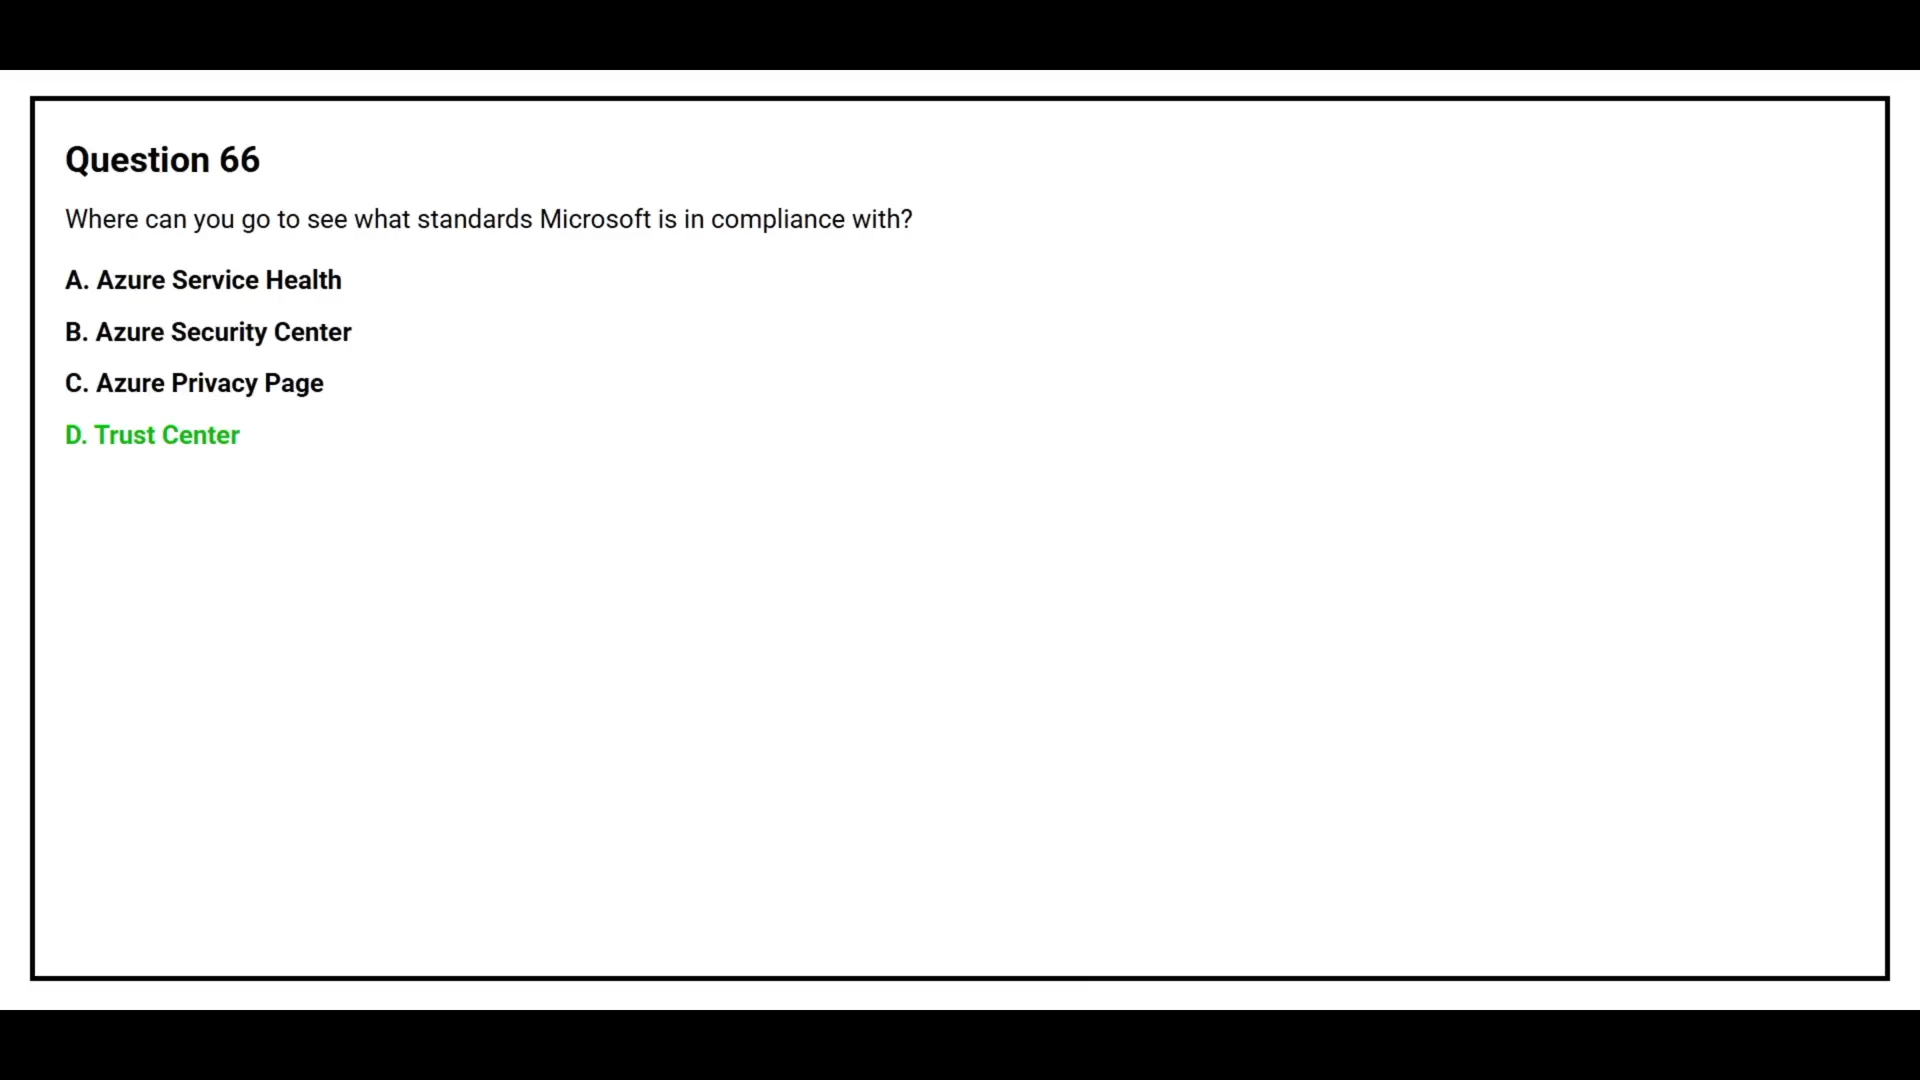 Question 66
Where can you go to see what standards Microsoft is in compliance with?
A. Azure Service Health
B. Azure Security Center
C. Azure Privacy Page
D. Trust Center